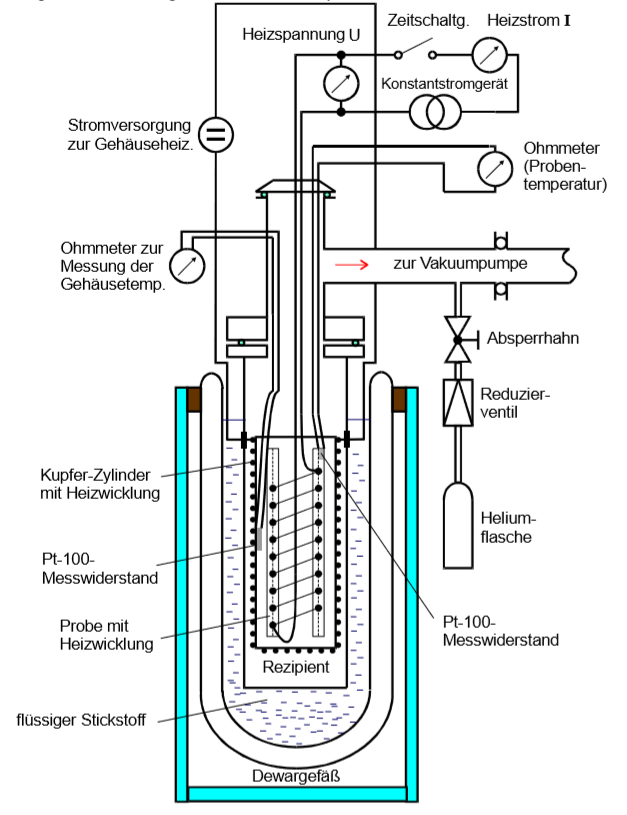 Zeitschaltg.
Heizstrom I
Heizspannung U
Konstantstromgerät
Stromversorgung
zur Gehäuseheiz.
Ohmmeter
(Proben-
temperatur)
Ohmmeter zur
Messung der
Gehäusetemp.
zur Vakuumpumpe
Absperrhahn
Reduzier-
ventil
Kupfer-Zylinder
mit Heizwicklung
Helium-
flasche
Pt-100-
Messwiderstand
Probe mit
Heizwicklung
Pt-100-
Messwiderstand
Rezipient
flüssiger Stickstoff
Dewargefäß